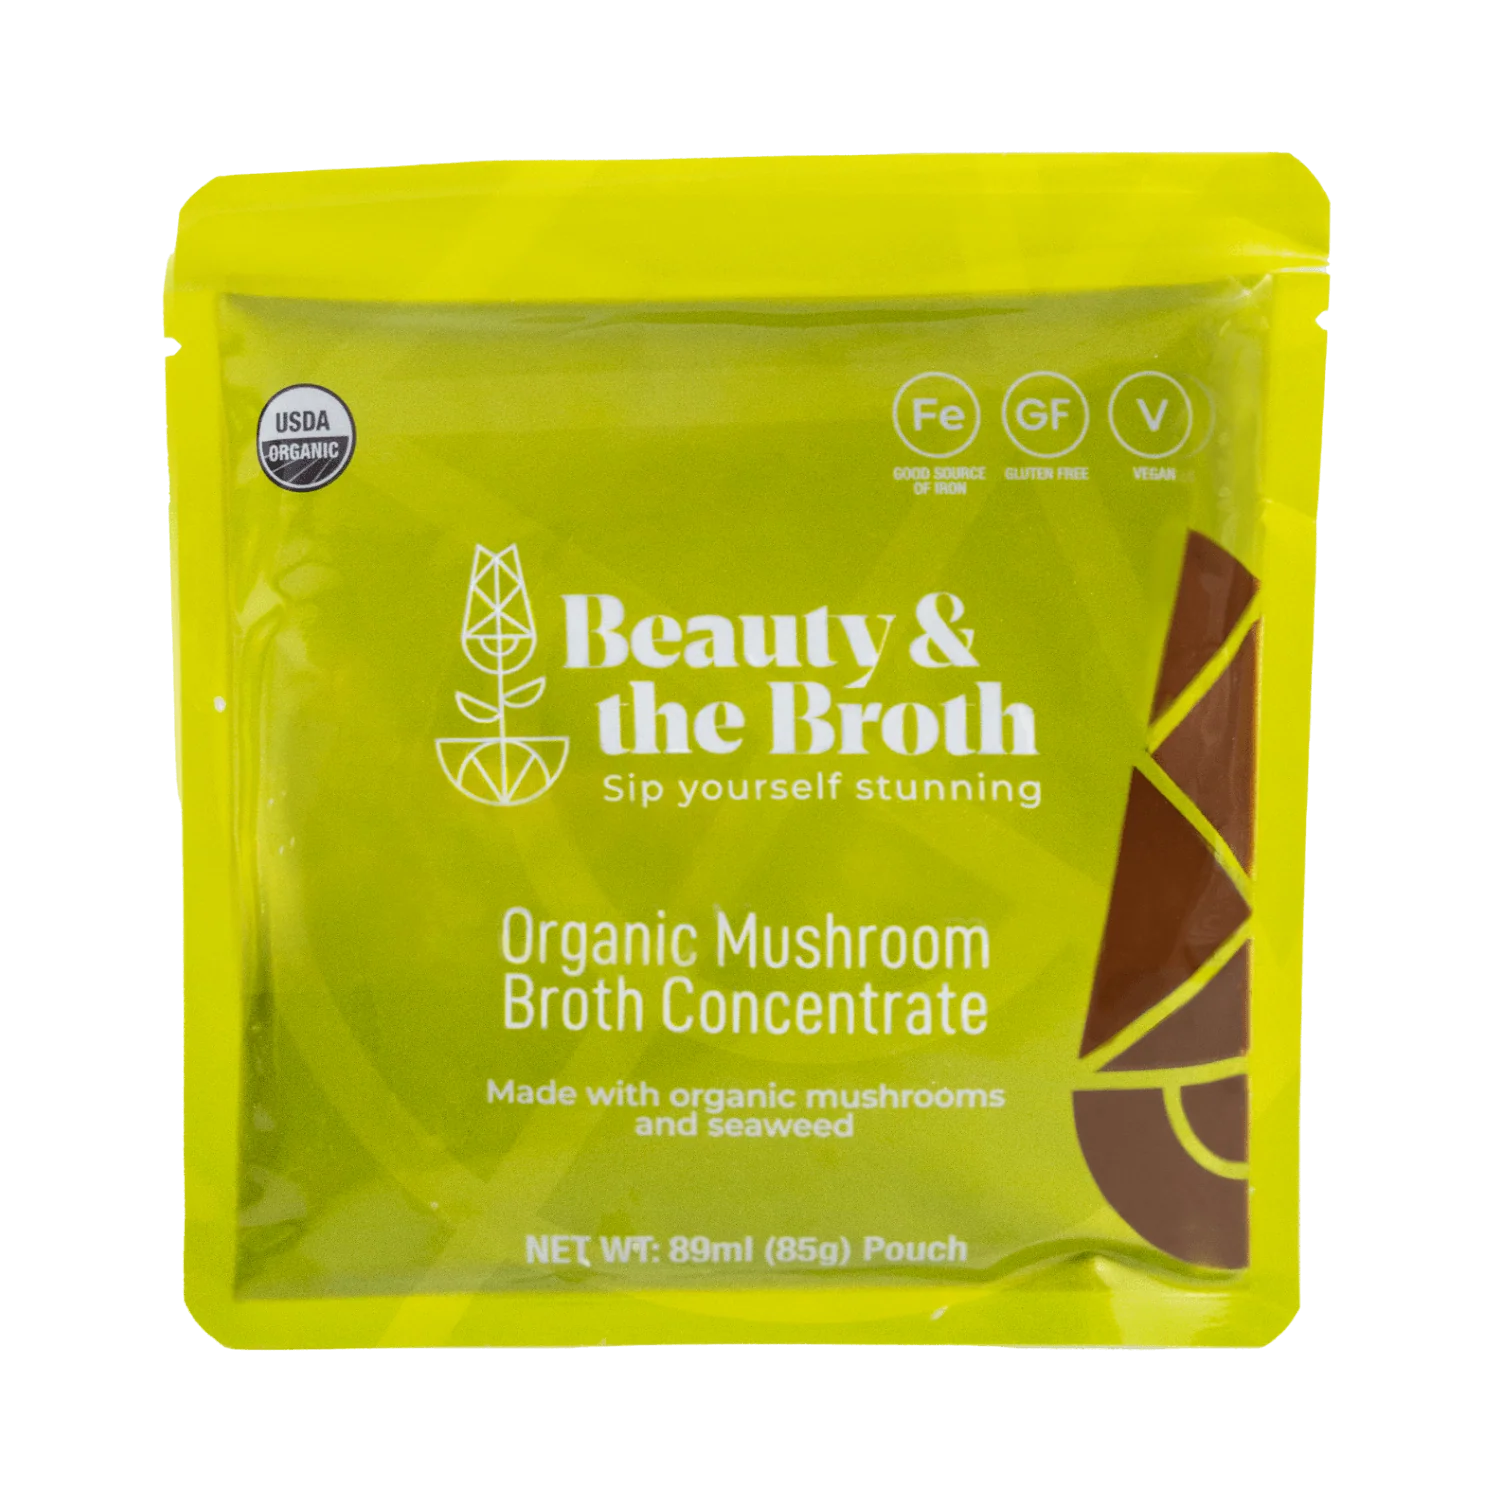 USDA
ORGANIC
Fe
GF
V
GOOD SOURCE
OF IRON
GLUTEN FREE
VEGAN
Beauty &
the Broth
Sip yourself stunning
Organic Mushroom
Broth Concentrate
Made with organic mushrooms
and seaweed
NET WT: 89ml (85g) Pouch